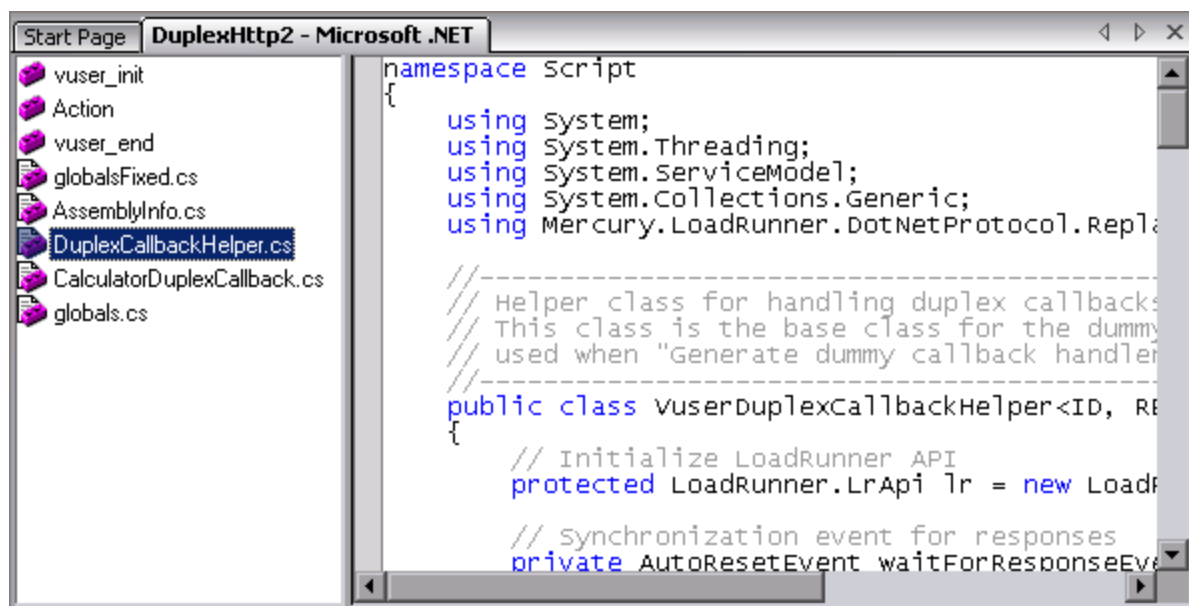 Start Page
DuplexHttp2 - Microsoft .NET
vuser_init
Action
vuser_end
globalsFixed.cs
AssemblyInfo.cs
DuplexCallbackHelper.cs
CalculatorDuplexCallback.cs
globals.cs
namespace Script
{
using System;
using System.Threading;
using System.ServiceModel;
using System.Collections.Generic;
using Mercury.LoadRunner.DotNetProtocol.Repla
//-------------------------------------------
// Helper class for handling duplex callbacks
// This class is the base class for the dummy
// used when "Generate dummy callback handler
//-------------------------------------------
public class VuserDuplexCallbackHelper<ID, RE
{
// Initialize LoadRunner API
protected LoadRunner.LrApi lr = new LoadR
// Synchronization event for responses
private AutoResetEvent waitForResponseEve